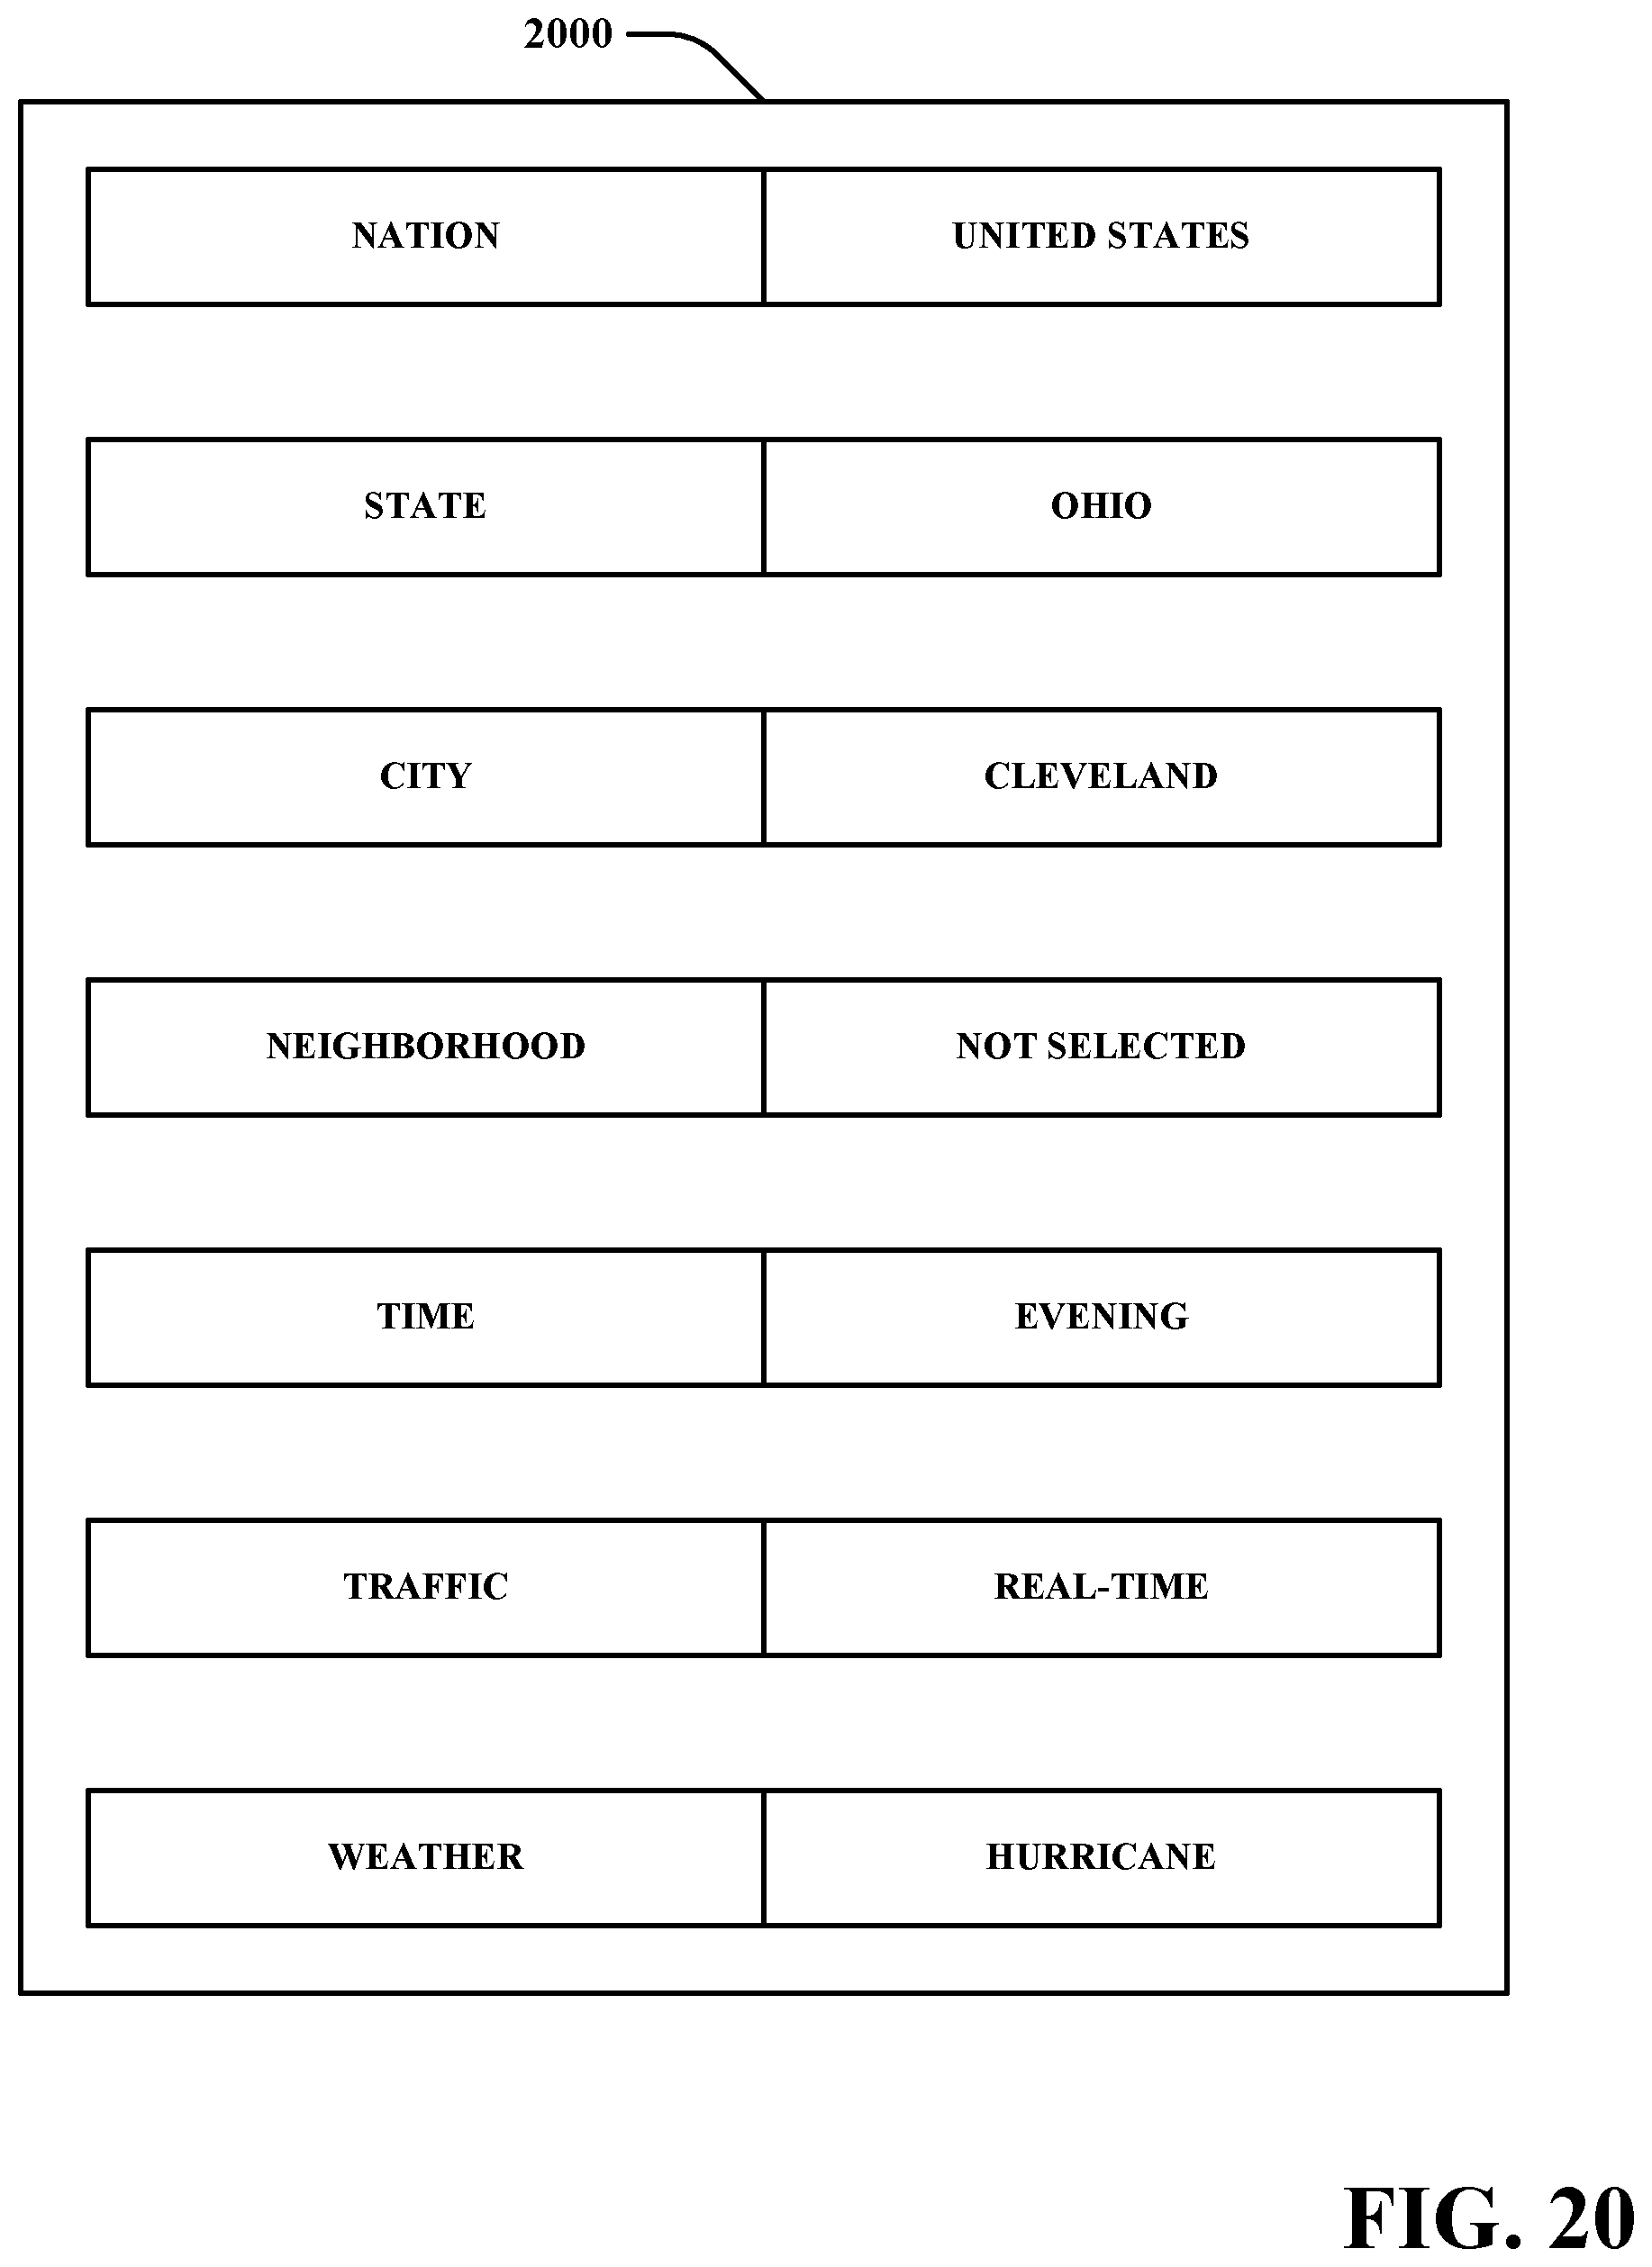 2000
NATION UNITED STATES
STATE OHIO
CITY CLEVELAND
NEIGHBORHOOD NOT SELECTED
TIME EVENING
TRAFFIC REAL-TIME
WEATHER HURRICANE
FIG. 20